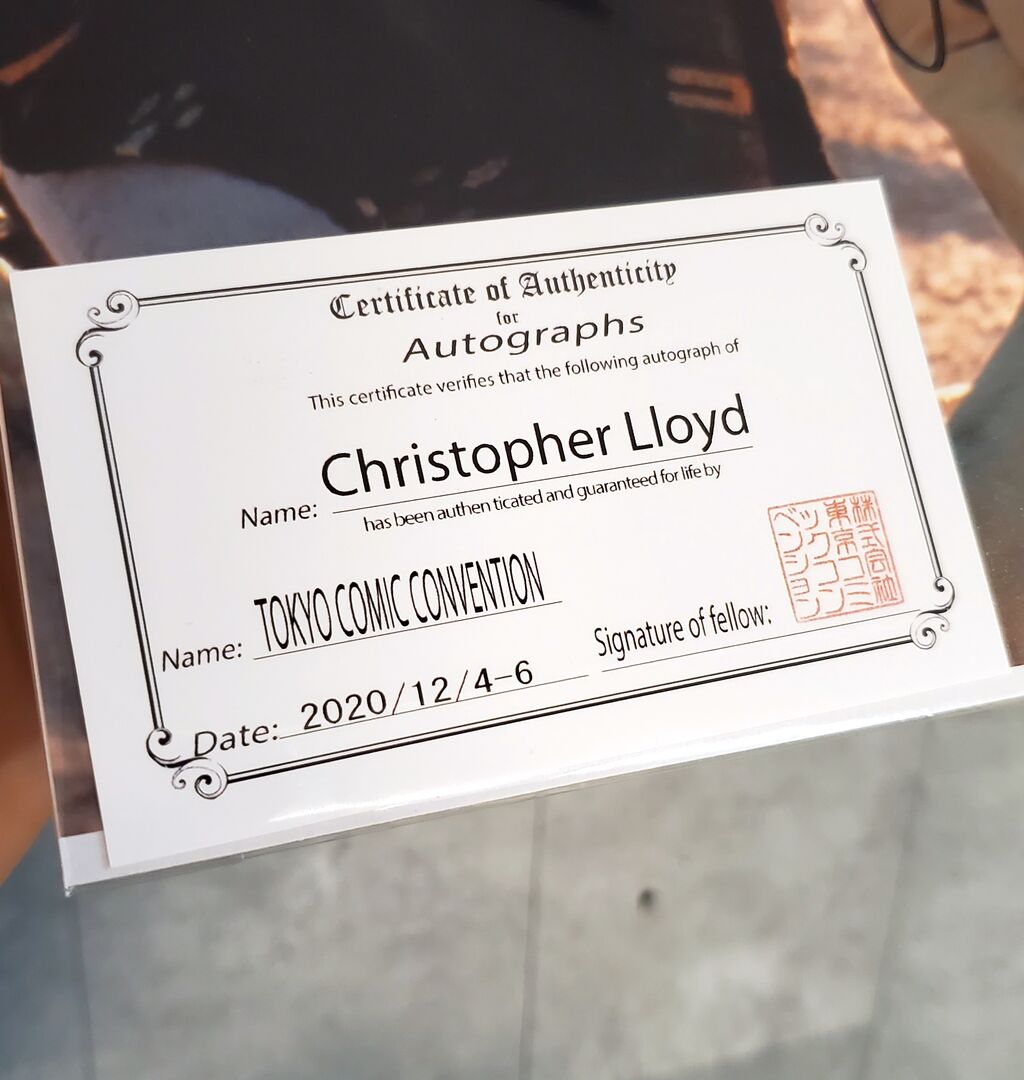 Certificate of Authenticity
for
Autographs
This certificate verifies that the following autograph of
Name: Christopher Lloyd
has been authen ticated and guaranteed for life by
Name: TOKYO COMIC CONVENTION
Signature of fellow:
株式会社
東京コミ
ックコン
ベンション
Date: 2020/12/4-6